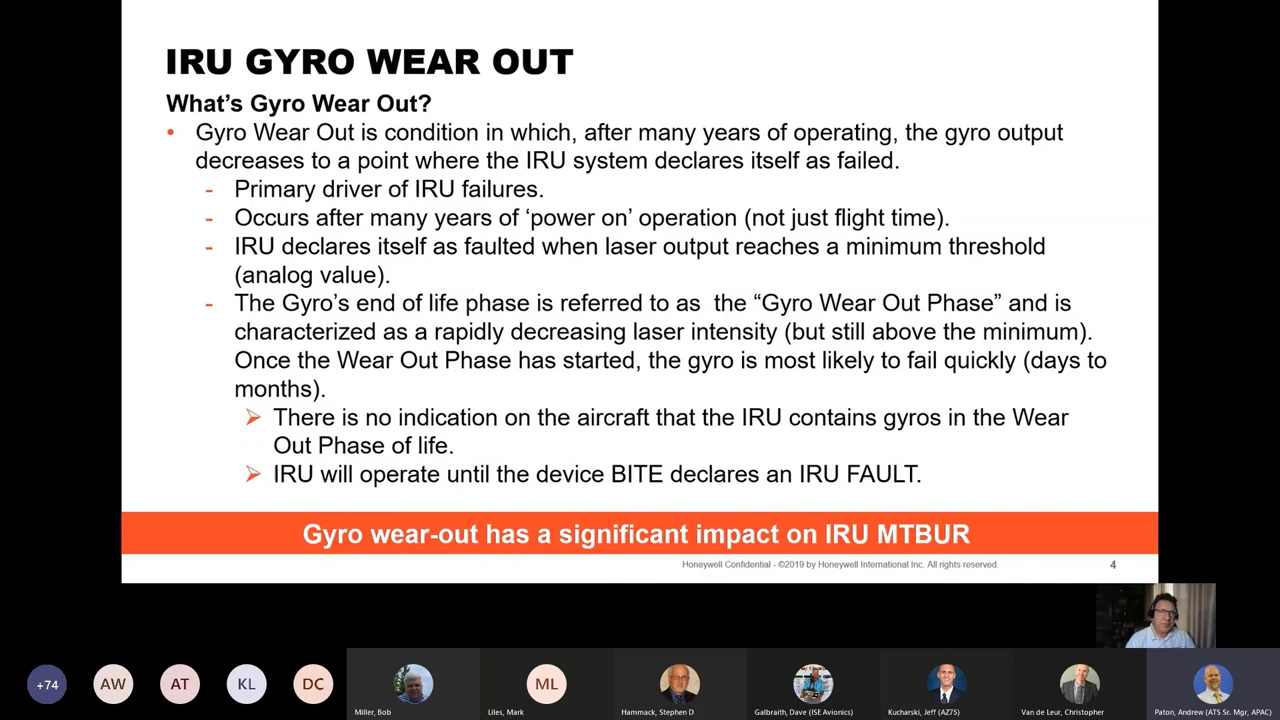 IRU GYRO WEAR OUT
What's Gyro Wear Out?
• Gyro Wear Out is condition in which, after many years of operating, the gyro output
decreases to a point where the IRU system declares itself as failed.
- Primary driver of IRU failures.
- Occurs after many years of ‘power on’ operation (not just flight time).
- IRU declares itself as faulted when laser output reaches a minimum threshold
(analog value).
- The Gyro's end of life phase is referred to as the “Gyro Wear Out Phase” and is
characterized as a rapidly decreasing laser intensity (but still above the minimum).
Once the Wear Out Phase has started, the gyro is most likely to fail quickly (days to
months).
➢ There is no indication on the aircraft that the IRU contains gyros in the Wear
Out Phase of life.
➢ IRU will operate until the device BITE declares an IRU FAULT.
Gyro wear-out has a significant impact on IRU MTBUR
Honeywell Confidential - ©2019 by Honeywell International Inc. All rights reserved.
4
+74
AW
AT
KL
DC
ML
Miller, Bob
Liles, Mark
Hammack, Stephen D
Galbraith, Dave (ISE Avionics)
Kucharski, Jeff (AZ75)
Van de Leur, Christopher
Paton, Andrew (ATS Sr. Mgr, APAC)